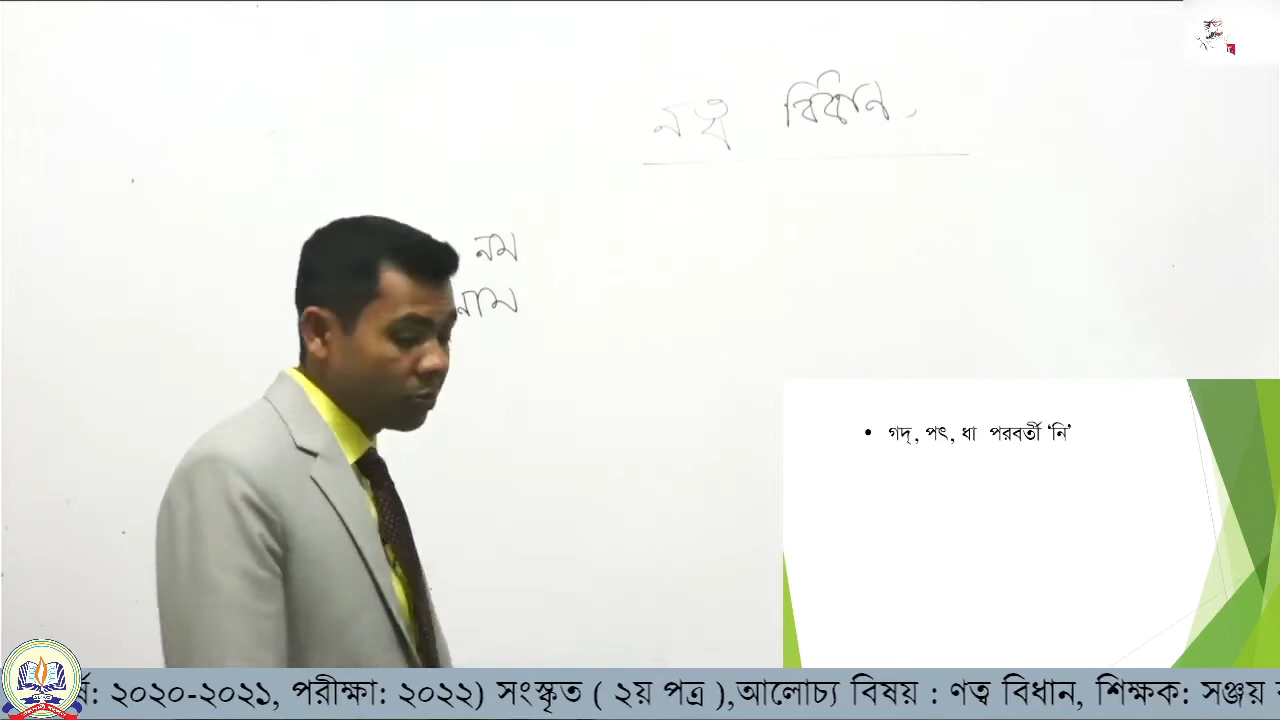 ণত্ব বিধান
নম
নাম
• গদ্, পৎ, ধা পরবর্তী ‘নি’
র্ষ: ২০২০-২০২১, পরীক্ষা: ২০২২) সংস্কৃত ( ২য় পত্র ),আলোচ্য বিষয় : ণত্ব বিধান, শিক্ষক: সঞ্জয়